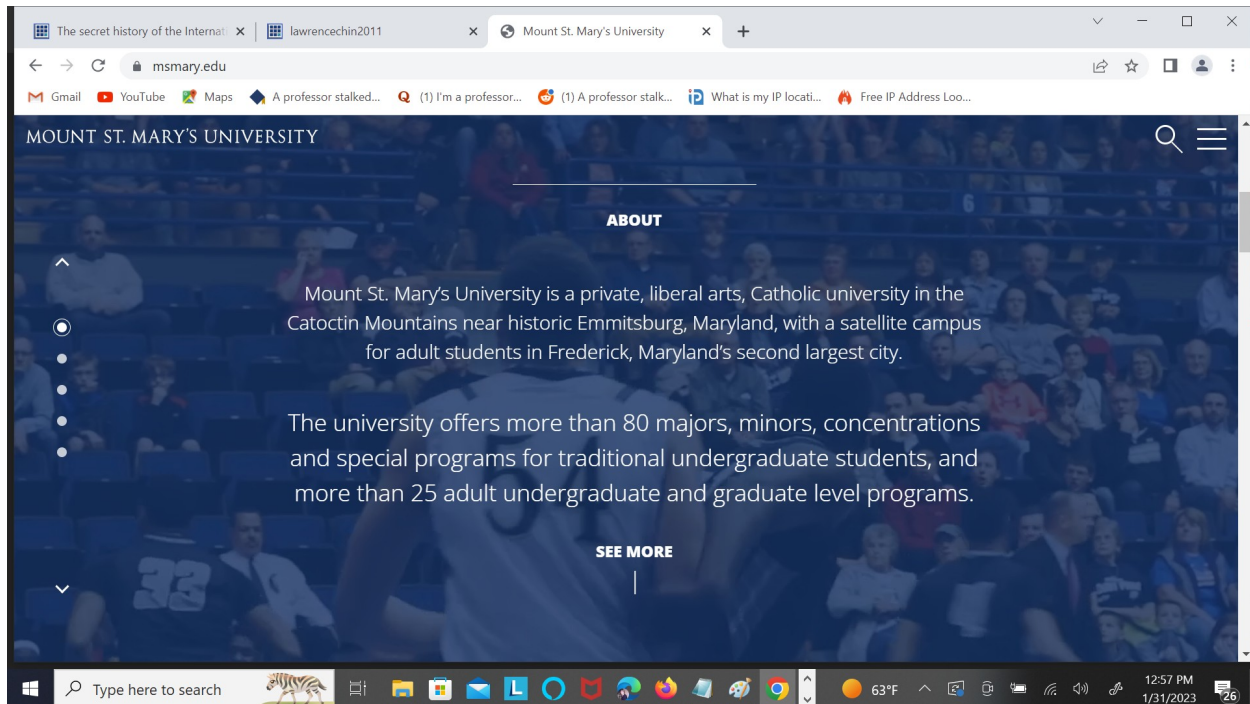 The secret history of the Internati
lawrencechin2011
Mount St. Mary's University
msmary.edu
Gmail
YouTube
Maps
A professor stalked...
(1) I'm a professor...
(1) A professor stalk...
What is my IP locati...
Free IP Address Loo...
MOUNT ST. MARY'S UNIVERSITY
6
ABOUT
Mount St. Mary's University is a private, liberal arts, Catholic university in the
Catoctin Mountains near historic Emmitsburg, Maryland, with a satellite campus
for adult students in Frederick, Maryland's second largest city.
The university offers more than 80 majors, minors, concentrations
and special programs for traditional undergraduate students, and
more than 25 adult undergraduate and graduate level programs.
54
33
SEE MORE
Type here to search
L
63°F
12:57 PM
1/31/2023
26